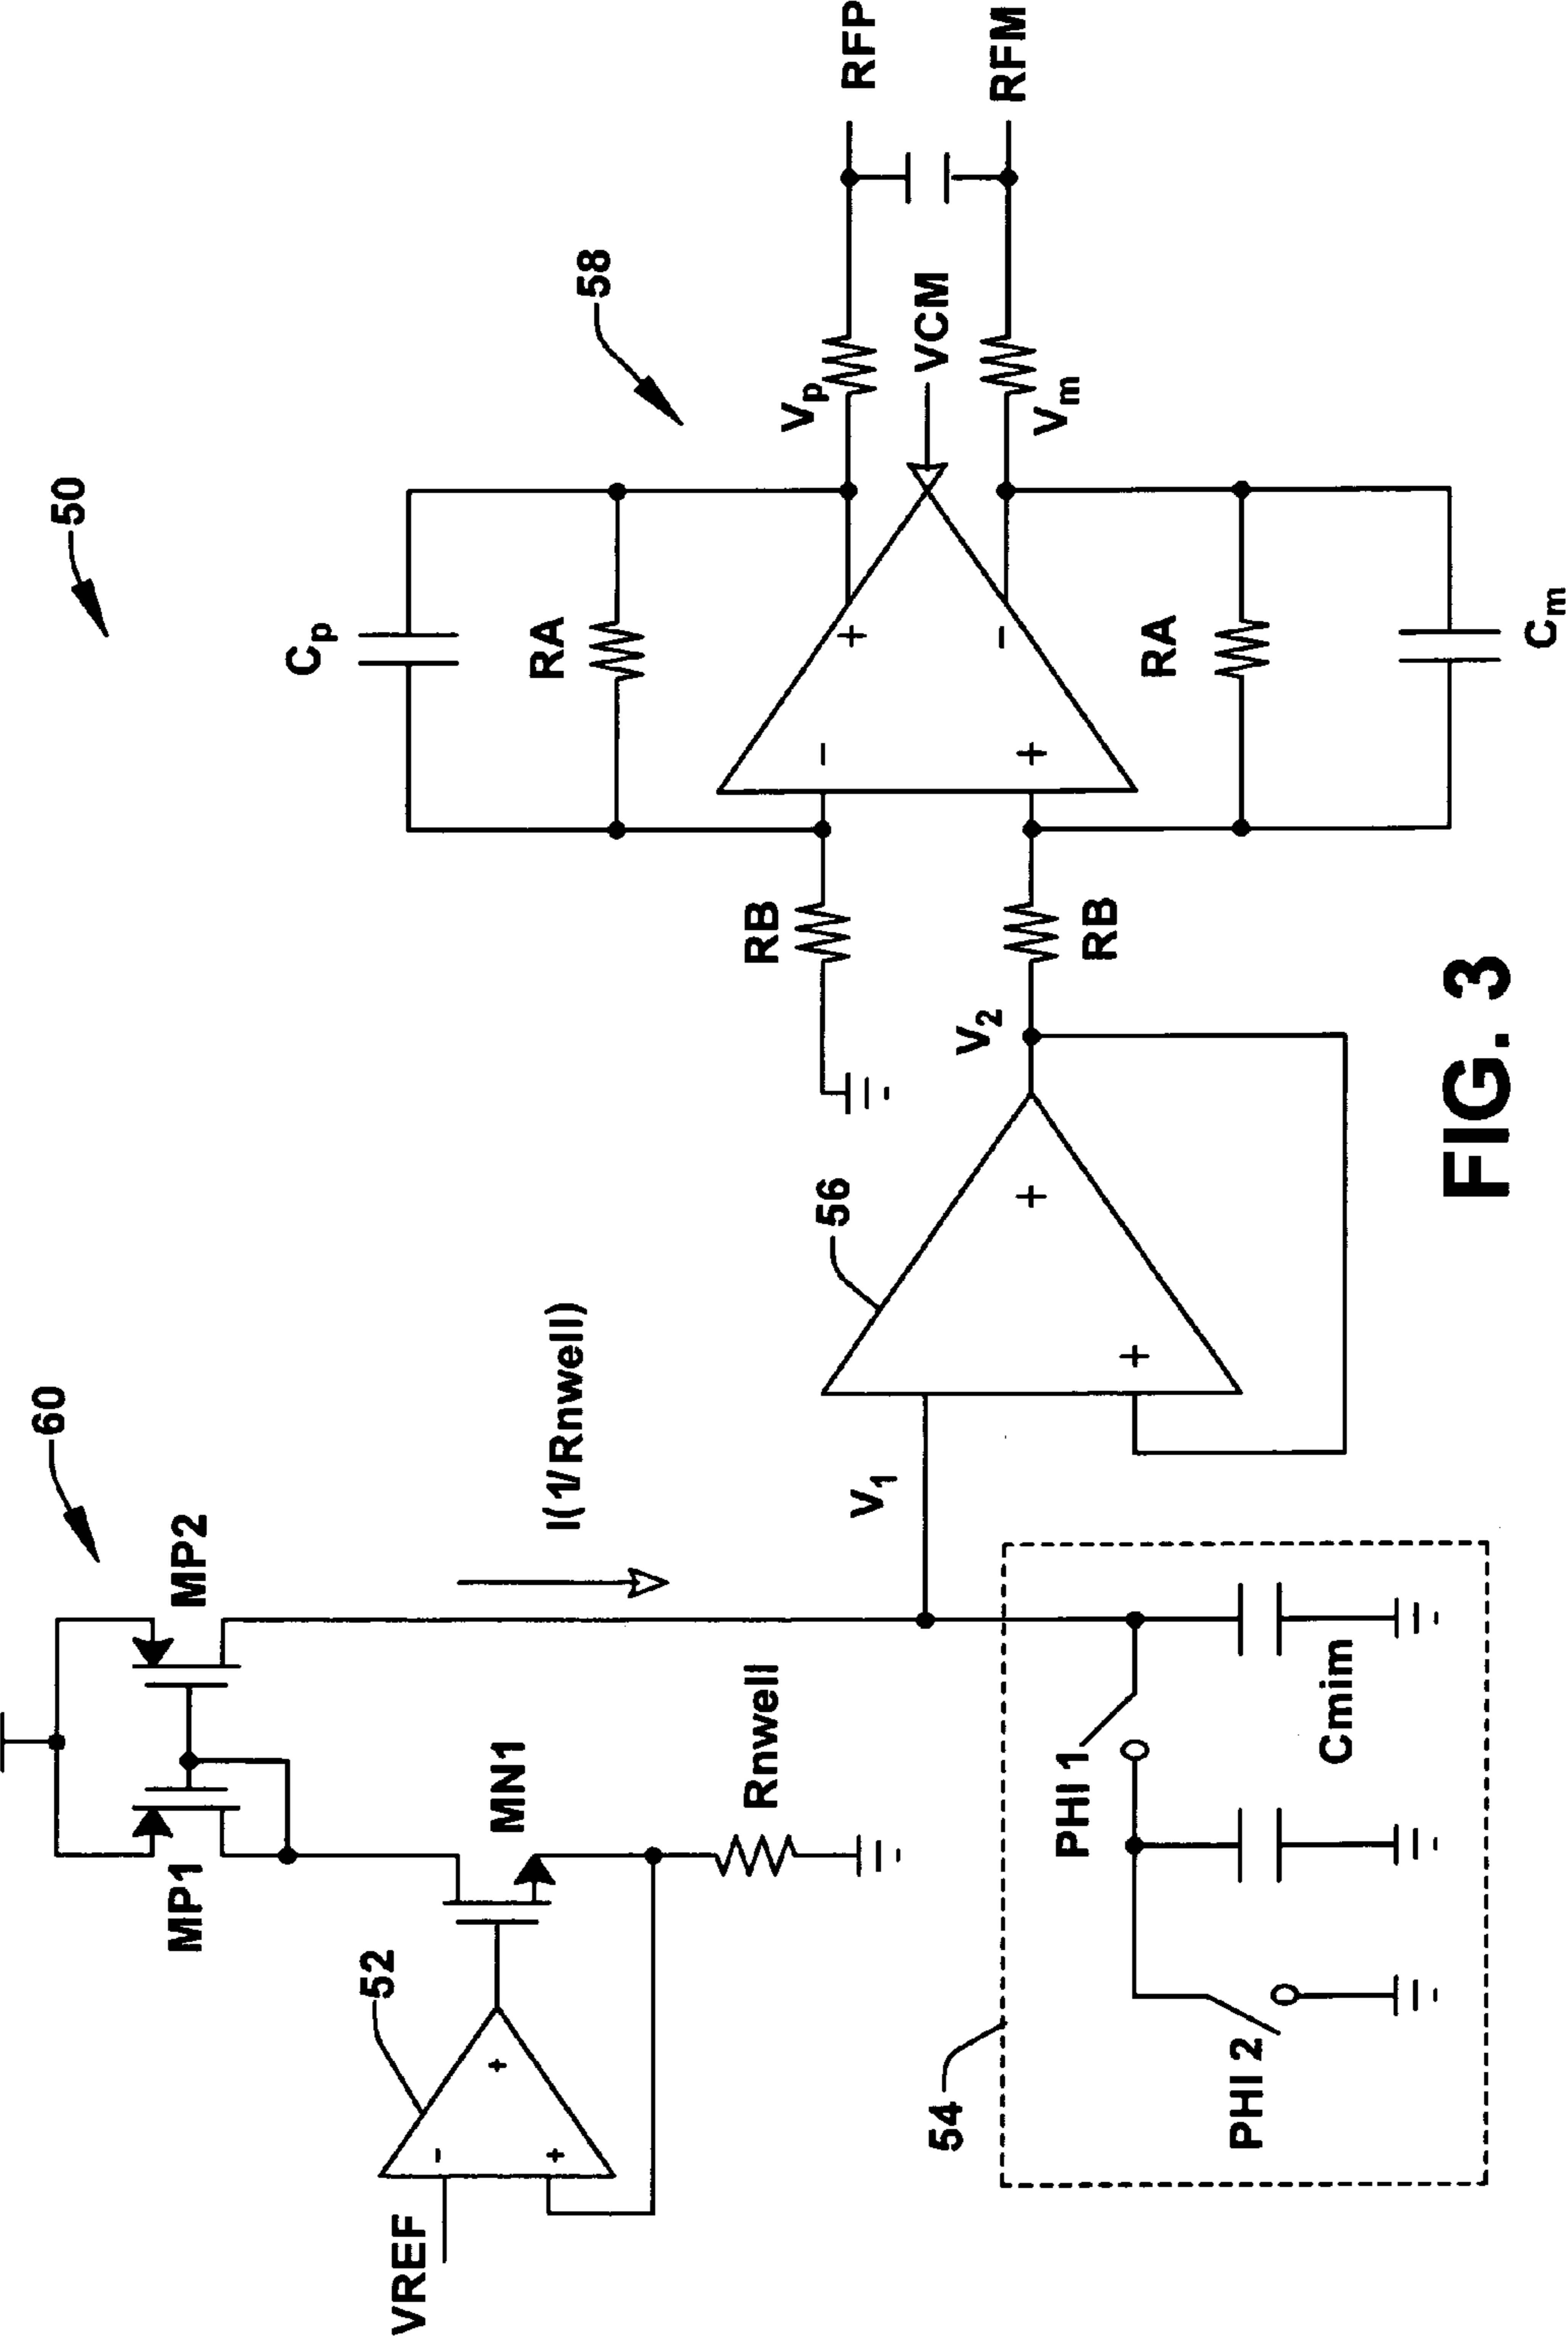 50
60
58
MP1
MP2
52
VREF
MN1
Rnwell
I(1/Rnwell)
54
PHI 1
PHI 2
Cmim
V1
56
V2
RB
RB
Cp
RA
RA
Cm
Vp
Vm
VCM
RFP
RFM
- +
+
+
+
- +
+ -
FIG. 3